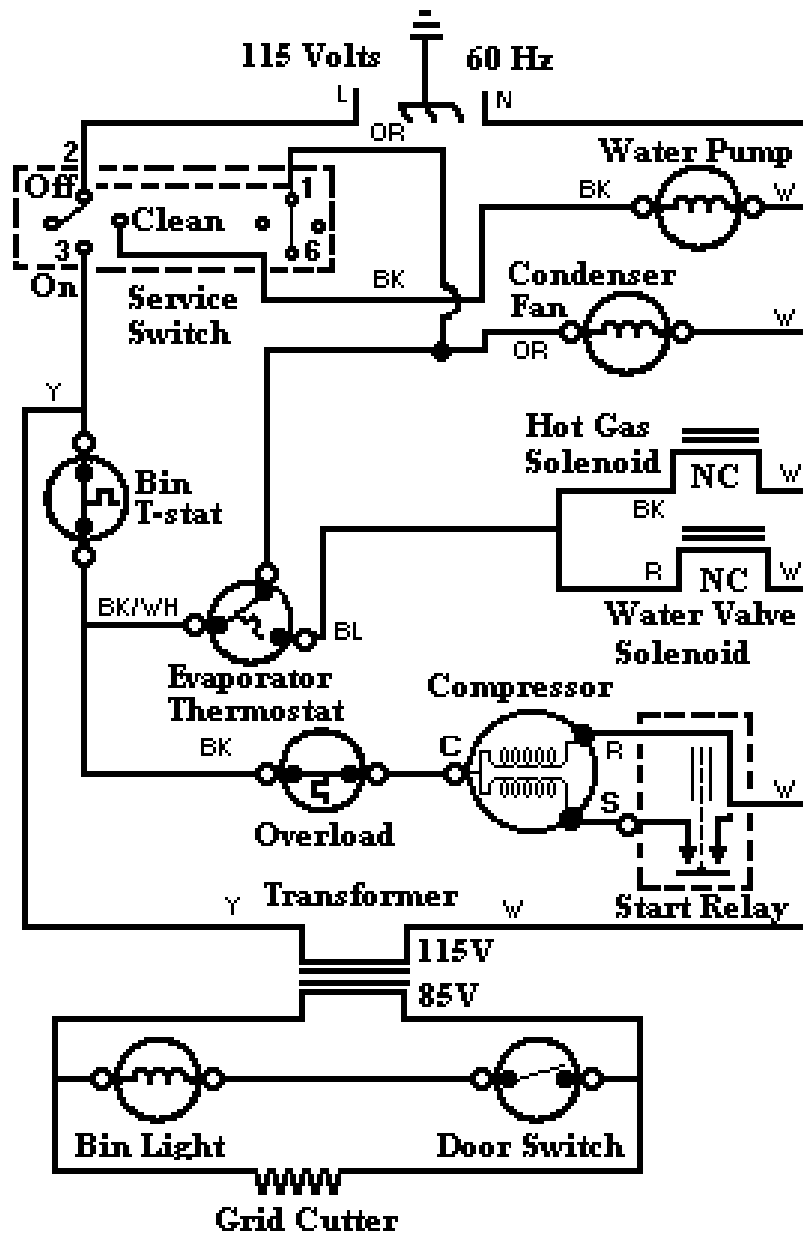 115 Volts
60 Hz
L
N
OR
2
Water Pump
Off
1
BK
W
Clean
3
6
On
BK
Condenser
Fan
Service
Switch
W
OR
Y
Hot Gas
Solenoid
NC
W
Bin
T-stat
BK
R
NC
W
BK/WH
BL
Water Valve
Solenoid
Evaporator
Thermostat
Compressor
BK
C
R
W
S
Overload
Y
Transformer
W
Start Relay
115V
85V
Bin Light
Door Switch
Grid Cutter